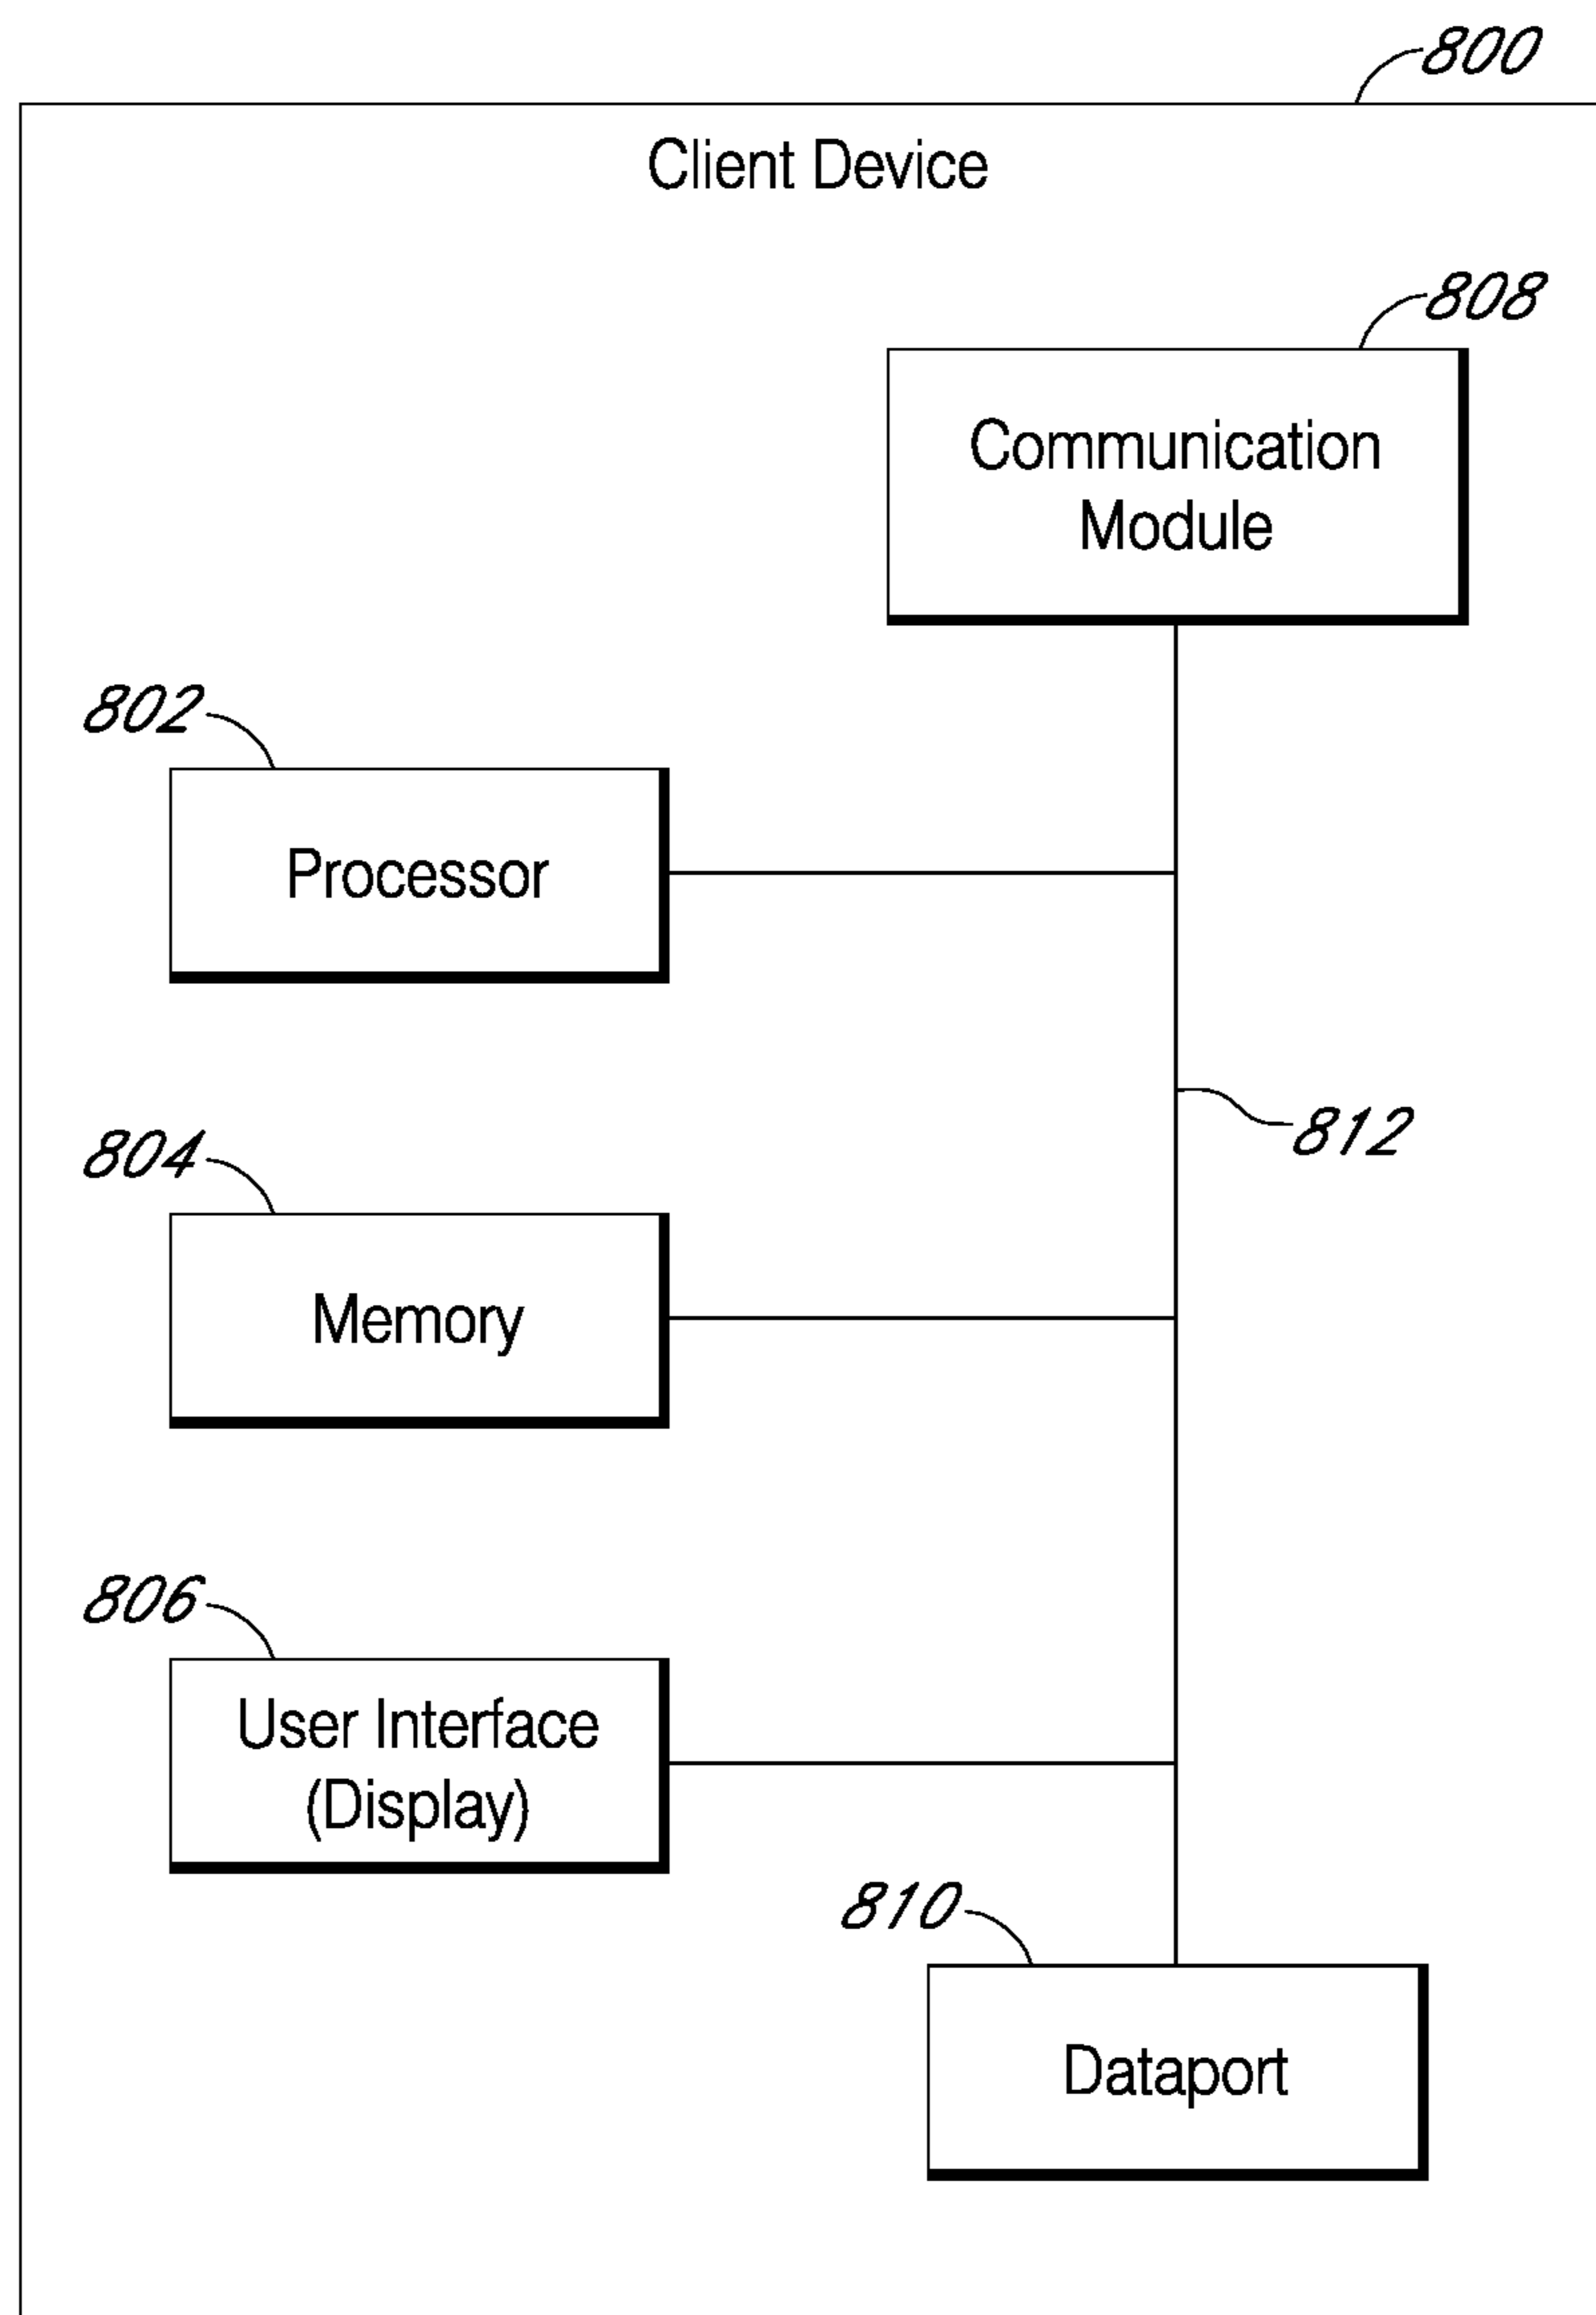 800
Client Device
808
Communication
Module
802
Processor
812
804
Memory
806
User Interface
(Display)
810
Dataport